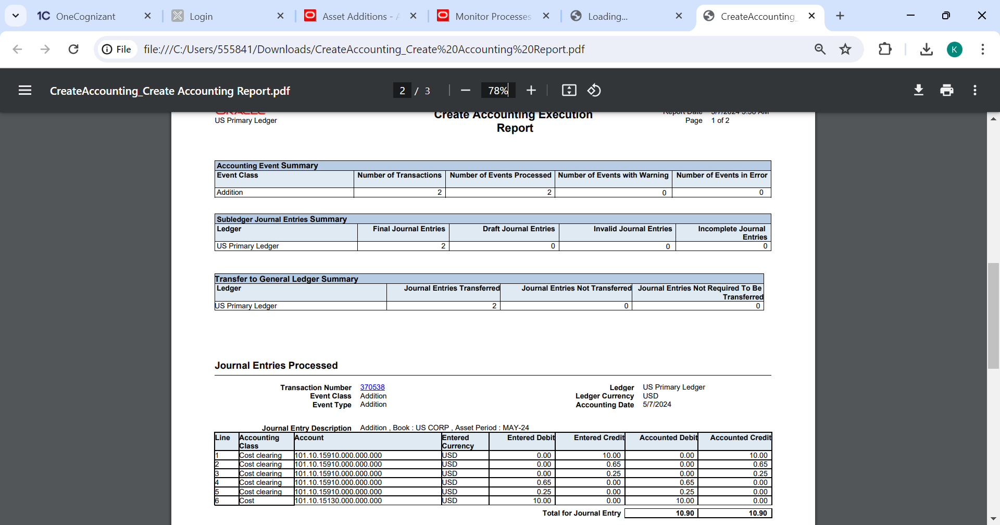 OneCognizant
Login
Asset Additions - A
Monitor Processes
Loading...
CreateAccounting_
File
file:///C:/Users/555841/Downloads/CreateAccounting_Create%20Accounting%20Report.pdf
K
CreateAccounting_Create Accounting Report.pdf
2 / 3
78%
ORACLE
Create Accounting Execution
Report
Report Date 5/7/2024 5:58 AM
US Primary Ledger
Page 1 of 2
Accounting Event Summary
Event Class Number of Transactions Number of Events Processed Number of Events with Warning Number of Events in Error
Addition 2 2 0 0
Subledger Journal Entries Summary
Ledger Final Journal Entries Draft Journal Entries Invalid Journal Entries Incomplete Journal
Entries
US Primary Ledger 2 0 0 0
Transfer to General Ledger Summary
Ledger Journal Entries Transferred Journal Entries Not Transferred Journal Entries Not Required To Be
Transferred
US Primary Ledger 2 0 0
Journal Entries Processed
Transaction Number 370538 Ledger US Primary Ledger
Event Class Addition Ledger Currency USD
Event Type Addition Accounting Date 5/7/2024
Journal Entry Description Addition , Book : US CORP , Asset Period : MAY-24
Line Accounting Account Entered Entered Debit Entered Credit Accounted Debit Accounted Credit
Class Currency
1 Cost clearing 101.10.15910.000.000.000 USD 0.00 10.00 0.00 10.00
2 Cost clearing 101.10.15910.000.000.000 USD 0.00 0.65 0.00 0.65
3 Cost clearing 101.10.15910.000.000.000 USD 0.00 0.25 0.00 0.25
4 Cost clearing 101.10.15910.000.000.000 USD 0.65 0.00 0.65 0.00
5 Cost clearing 101.10.15910.000.000.000 USD 0.25 0.00 0.25 0.00
6 Cost 101.10.15130.000.000.000 USD 10.00 0.00 10.00 0.00
Total for Journal Entry 10.90 10.90